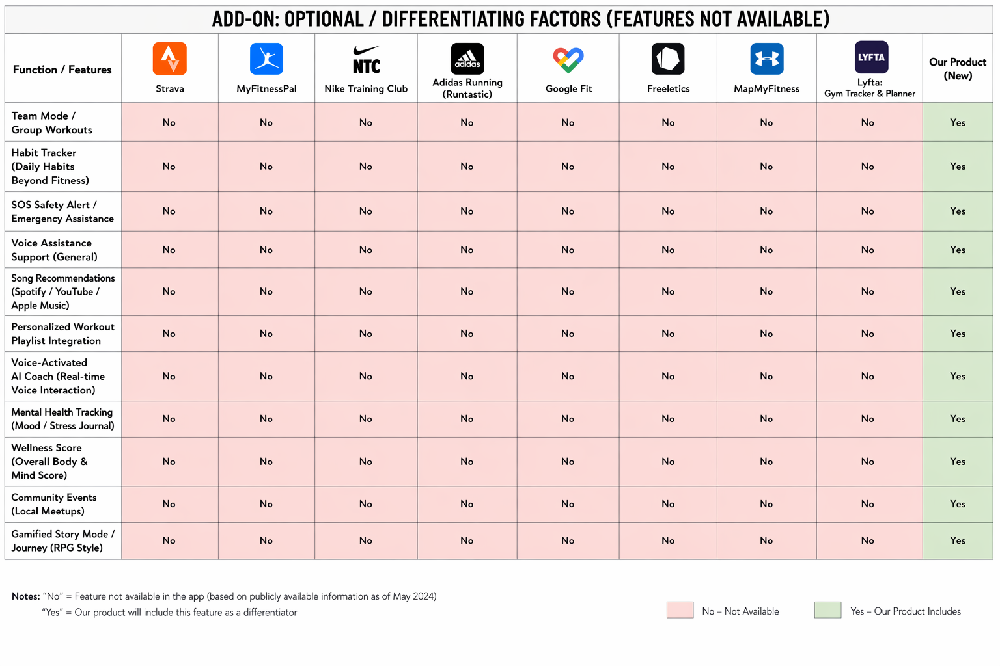 ADD-ON: OPTIONAL / DIFFERENTIATING FACTORS (FEATURES NOT AVAILABLE)
Function / Features
Strava
MyFitnessPal
NTC
Nike Training Club
adidas
Adidas Running
(Runtastic)
Google Fit
Freeletics
MapMyFitness
LYFTA
Lyfta:
Gym Tracker & Planner
Our Product
(New)
Team Mode /
Group Workouts
No No No No No No No No Yes
Habit Tracker
(Daily Habits
Beyond Fitness)
No No No No No No No No Yes
SOS Safety Alert /
Emergency Assistance
No No No No No No No No Yes
Voice Assistance
Support (General)
No No No No No No No No Yes
Song Recommendations
(Spotify / YouTube /
Apple Music)
No No No No No No No No Yes
Personalized Workout
Playlist Integration
No No No No No No No No Yes
Voice-Activated
AI Coach (Real-time
Voice Interaction)
No No No No No No No No Yes
Mental Health Tracking
(Mood / Stress Journal)
No No No No No No No No Yes
Wellness Score
(Overall Body &
Mind Score)
No No No No No No No No Yes
Community Events
(Local Meetups)
No No No No No No No No Yes
Gamified Story Mode /
Journey (RPG Style)
No No No No No No No No Yes
Notes: “No” = Feature not available in the app (based on publicly available information as of May 2024)
“Yes” = Our product will include this feature as a differentiator
No – Not Available
Yes – Our Product Includes